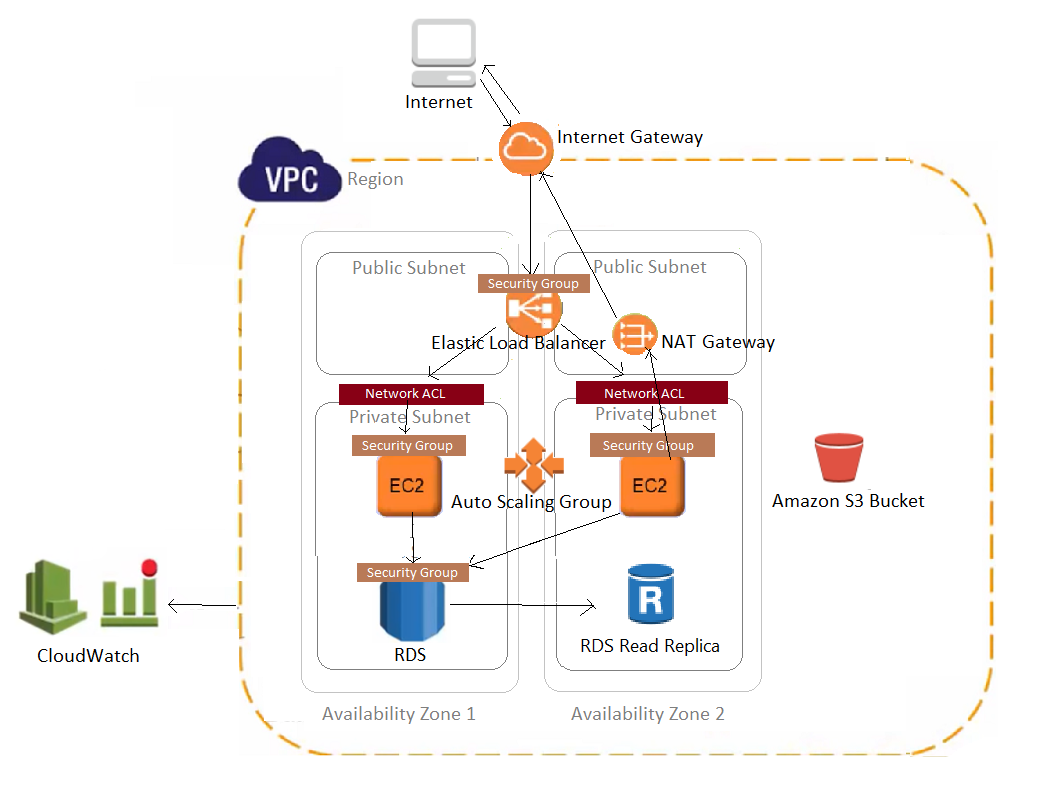 Internet
Internet Gateway
VPC
Region
Public Subnet
Public Subnet
Security Group
Elastic Load Balancer
NAT Gateway
Network ACL
Network ACL
Private Subnet
Private Subnet
Security Group
Security Group
EC2
EC2
Auto Scaling Group
Amazon S3 Bucket
Security Group
R
RDS
RDS Read Replica
CloudWatch
Availability Zone 1
Availability Zone 2